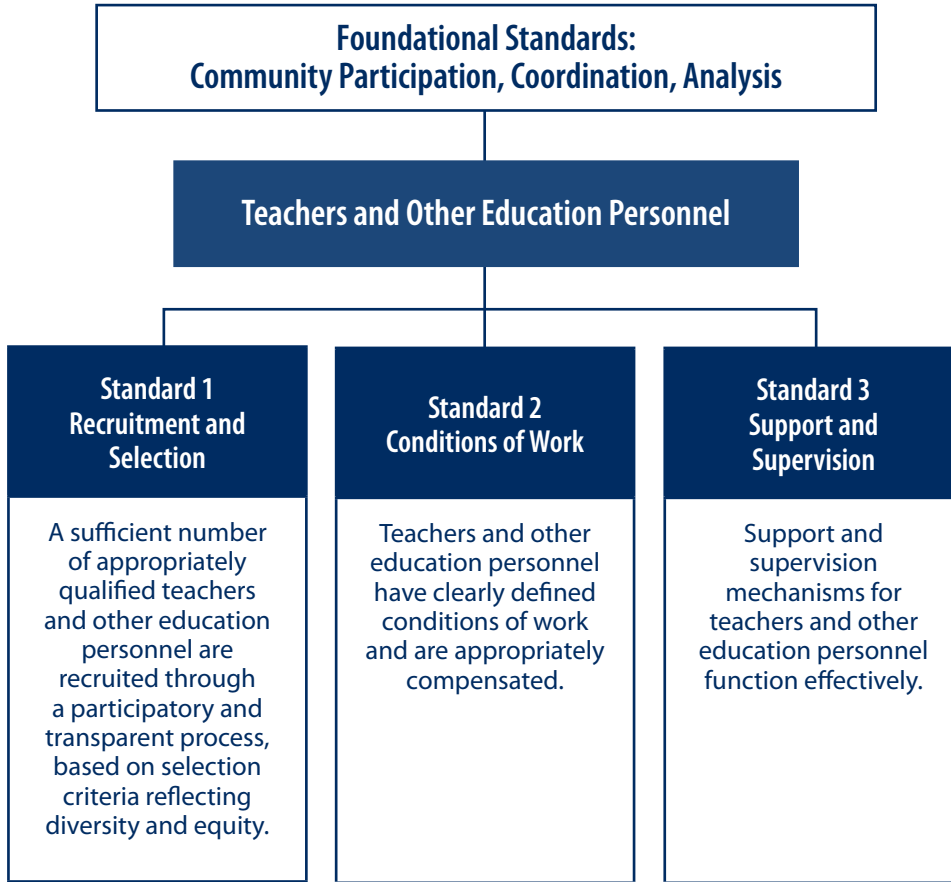 Foundational Standards:
Community Participation, Coordination, Analysis
Teachers and Other Education Personnel
Standard 1
Recruitment and
Selection
A sufficient number
of appropriately
qualified teachers
and other education
personnel are
recruited through
a participatory and
transparent process,
based on selection
criteria reflecting
diversity and equity.
Standard 2
Conditions of Work
Teachers and other
education personnel
have clearly defined
conditions of work
and are appropriately
compensated.
Standard 3
Support and
Supervision
Support and
supervision
mechanisms for
teachers and other
education personnel
function effectively.